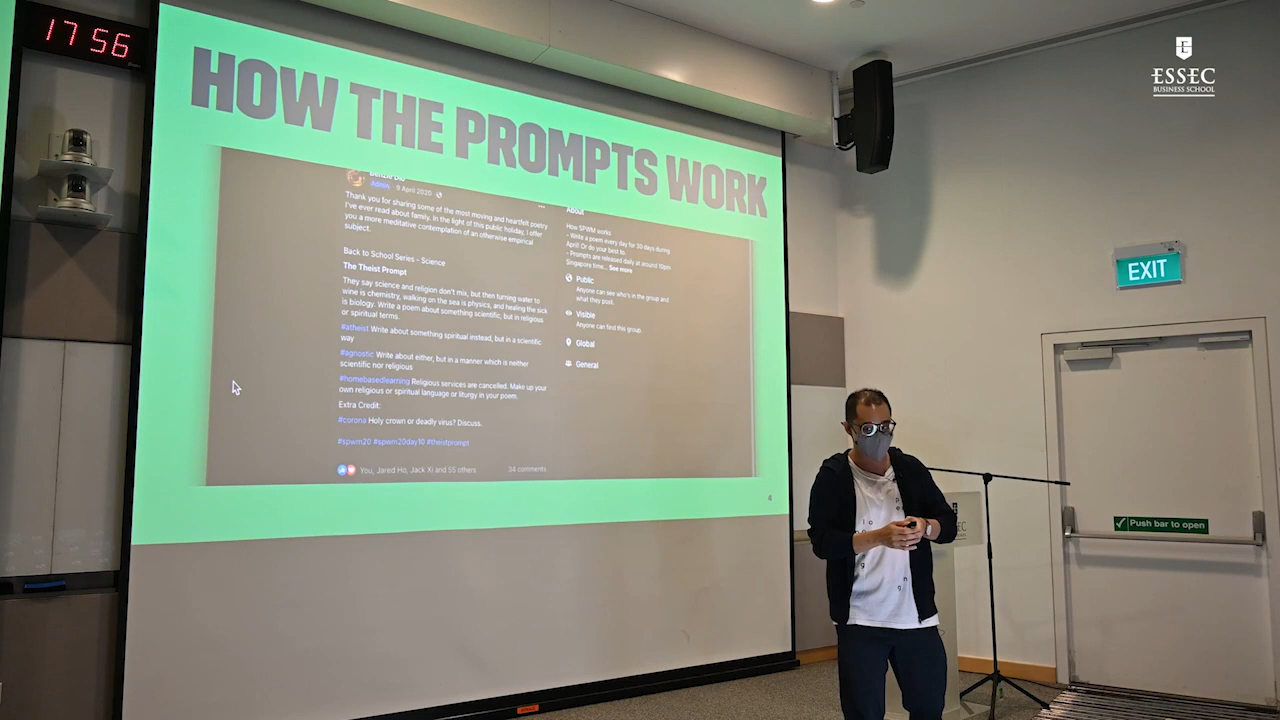 17 56
ESSEC
BUSINESS SCHOOL
HOW THE PROMPTS WORK
Admin · 9 April 2020
Thank you for sharing some of the most moving and heartfelt poetry
I've ever read about family. In the light of this public holiday, I offer
you a more meditative contemplation of an otherwise empirical
subject.
Back to School Series - Science
The Theist Prompt
They say science and religion don't mix, but then turning water to
wine is chemistry, walking on the sea is physics, and healing the sick
is biology. Write a poem about something scientific, but in religious
or spiritual terms.
#atheist Write about something spiritual instead, but in a scientific
way
#agnostic Write about either, but in a manner which is neither
scientific nor religious
#homebasedlearning Religious services are cancelled. Make up your
own religious or spiritual language or liturgy in your poem.
Extra Credit:
#corona Holy crown or deadly virus? Discuss.
#spwm20 #spwm20day10 #theistprompt
You, Jared Ho, Jack Xi and 55 others
34 comments
About
How SPWM works
- Write a poem every day for 30 days during
April! Or do your best to.
- Prompts are released daily at around 10pm
Singapore time... See more
Public
Anyone can see who's in the group and
what they post.
Visible
Anyone can find this group.
Global
General
4
EXIT
Push bar to open